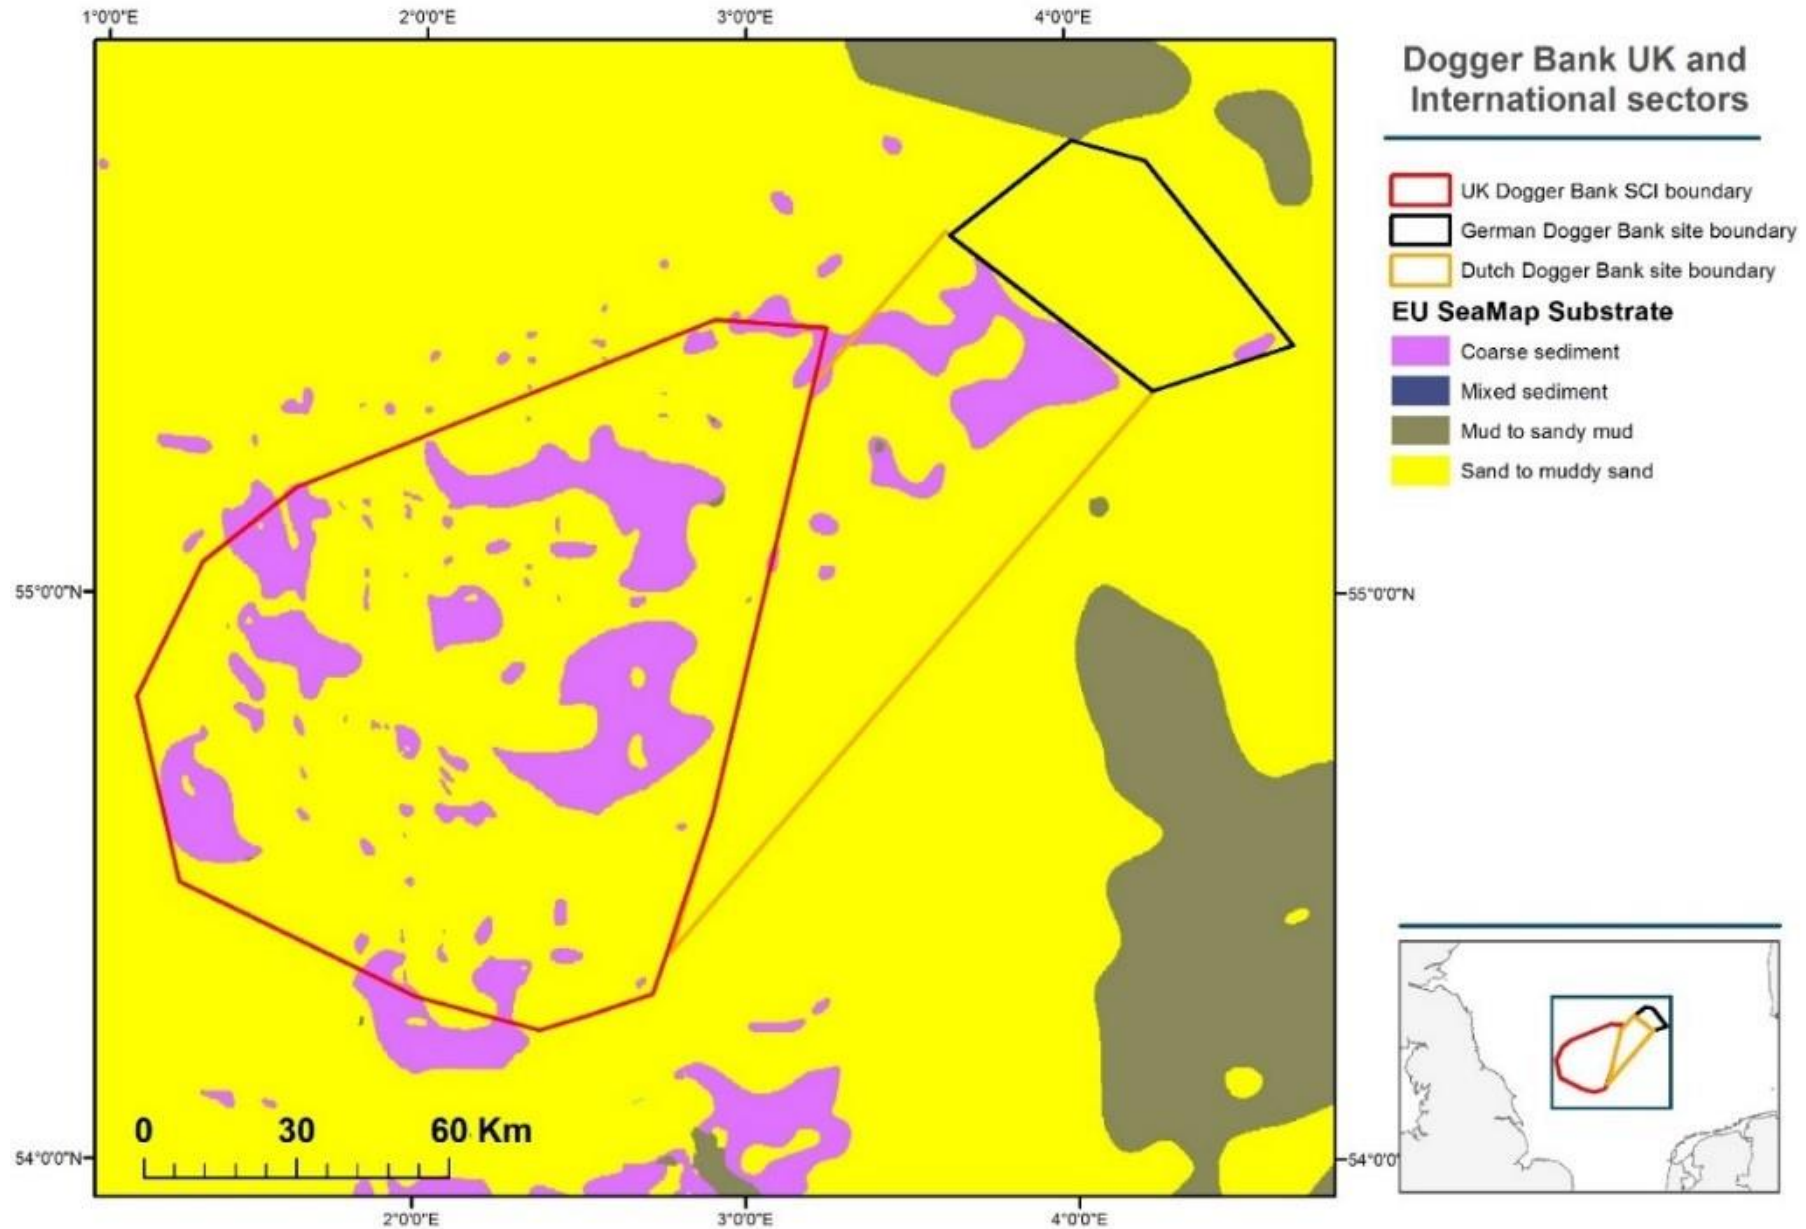 1°0'0"E 2°0'0"E 3°0'0"E 4°0'0"E
Dogger Bank UK and
International sectors
UK Dogger Bank SCI boundary
German Dogger Bank site boundary
Dutch Dogger Bank site boundary
EU SeaMap Substrate
Coarse sediment
Mixed sediment
Mud to sandy mud
Sand to muddy sand
55°0'0"N 55°0'0"N
0 30 60 Km
54°0'0"N 54°0'0"
2°0'0"E 3°0'0"E 4°0'0"E